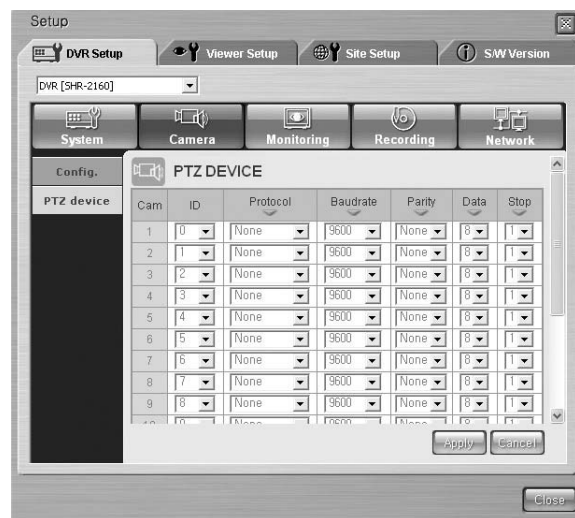 Setup
DVR Setup Viewer Setup Site Setup S/W Version
DVR [SHR-2160]
System Camera Monitoring Recording Network
Config.
PTZ device
PTZ DEVICE
Cam ID Protocol Baudrate Parity Data Stop
1 0 None 9600 None 8 1
2 1 None 9600 None 8 1
3 2 None 9600 None 8 1
4 3 None 9600 None 8 1
5 4 None 9600 None 8 1
6 5 None 9600 None 8 1
7 6 None 9600 None 8 1
8 7 None 9600 None 8 1
9 8 None 9600 None 8 1
Apply Cancel
Close